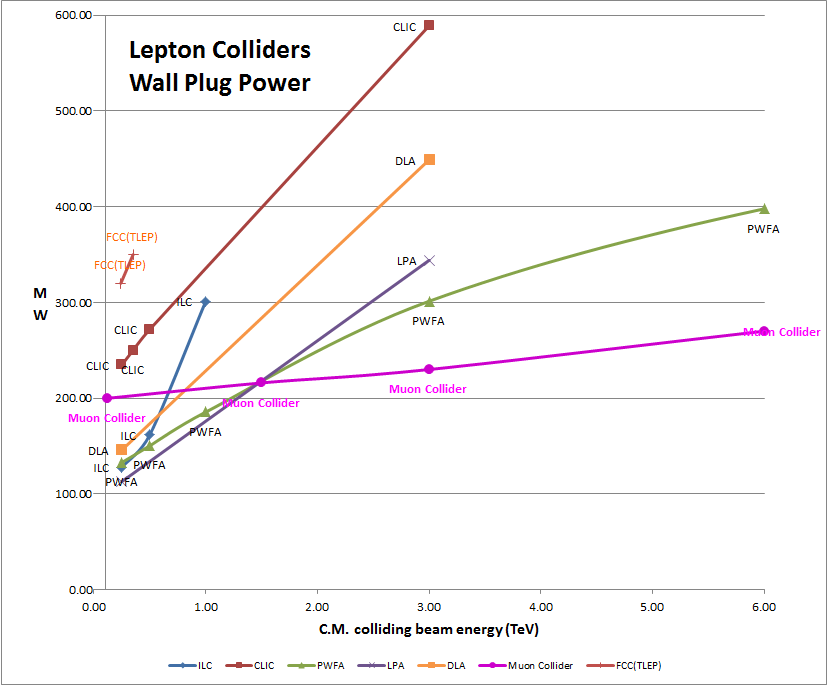 Lepton Colliders
Wall Plug Power
600.00
500.00
400.00
300.00
200.00
100.00
0.00
M
W
CLIC
DLA
PWFA
FCC(TLEP)
FCC(TLEP)
LPA
ILC
PWFA
CLIC
Muon Collider
CLIC
CLIC
Muon Collider
Muon Collider
Muon Collider
ILC
PWFA
DLA
PWFA
ILC
PWFA
0.00 1.00 2.00 3.00 4.00 5.00 6.00
C.M. colliding beam energy (TeV)
ILC CLIC PWFA LPA DLA Muon Collider FCC(TLEP)